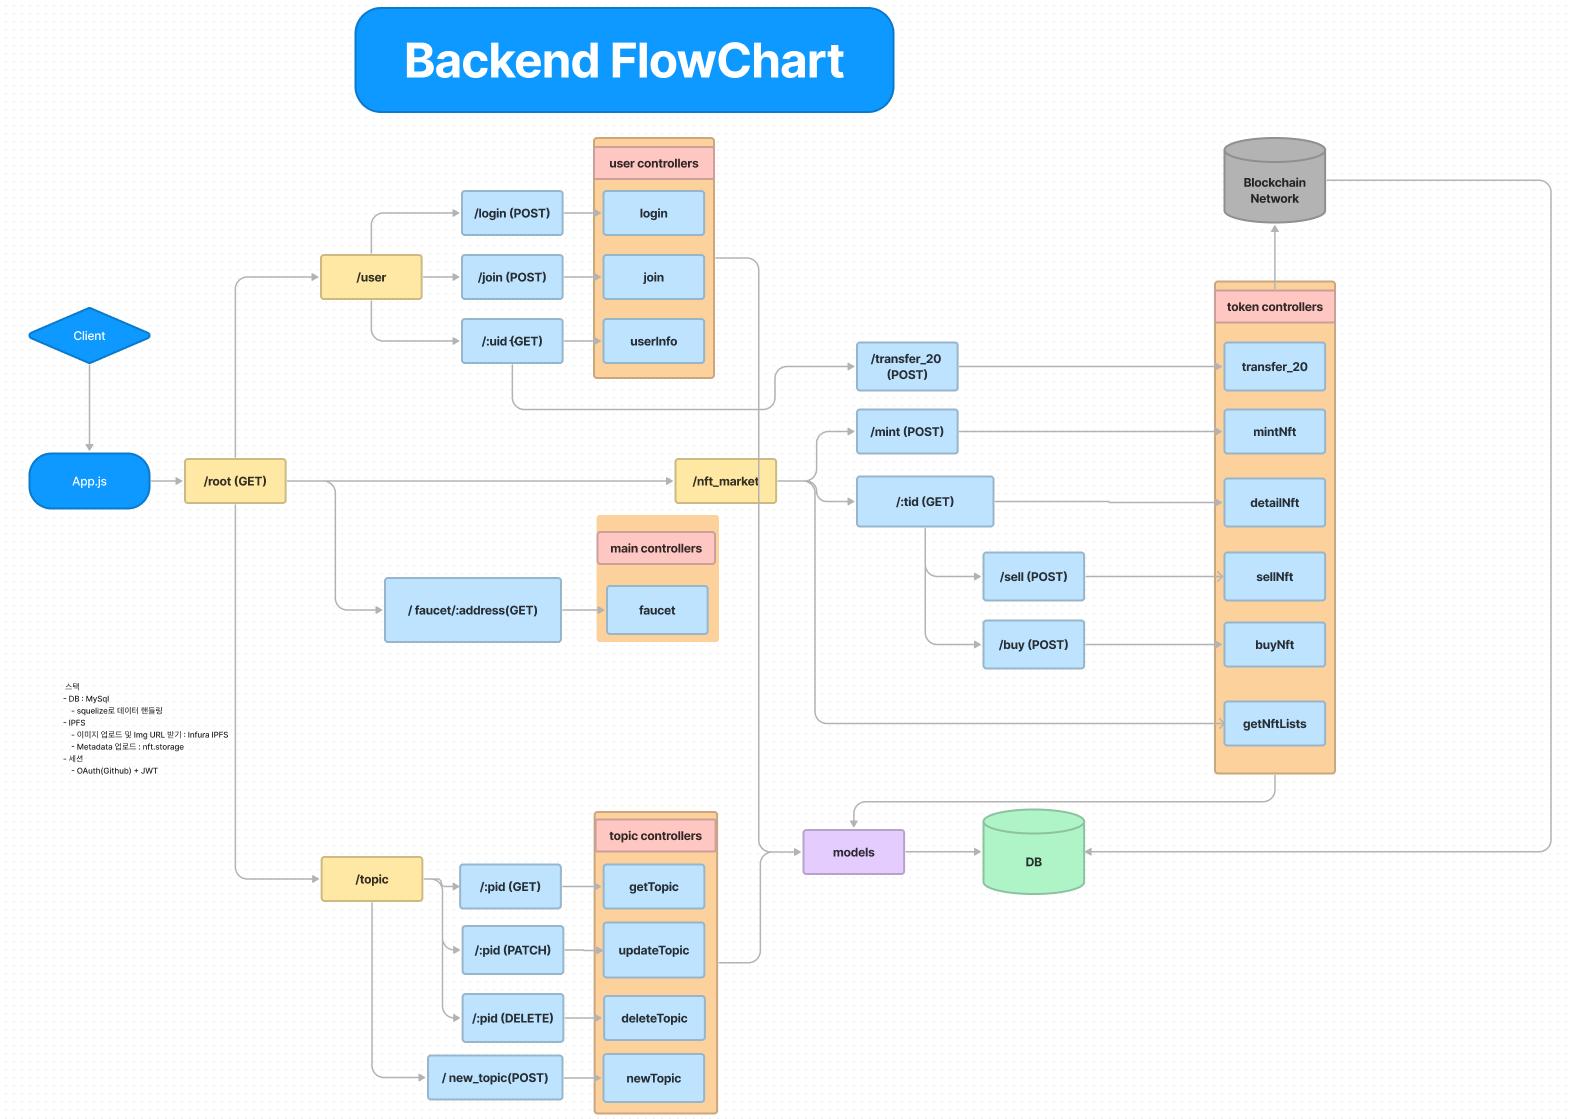 Backend FlowChart
user controllers
/login (POST)
login
/user
/join (POST)
join
/:uid (GET)
userInfo
Client
App.js
/root (GET)
/nft_market
main controllers
/ faucet/:address(GET)
faucet
Blockchain
Network
token controllers
/transfer_20
(POST)
transfer_20
/mint (POST)
mintNft
/:tid (GET)
detailNft
/sell (POST)
sellNft
/buy (POST)
buyNft
getNftLists
스택
- DB : MySql
- squelize로 데이터 핸들링
- IPFS
- 이미지 업로드 및 Img URL 받기 : Infura IPFS
- Metadata 업로드 : nft.storage
- 세션
- OAuth(Github) + JWT
topic controllers
/topic
/:pid (GET)
getTopic
/:pid (PATCH)
updateTopic
/:pid (DELETE)
deleteTopic
/ new_topic(POST)
newTopic
models
DB